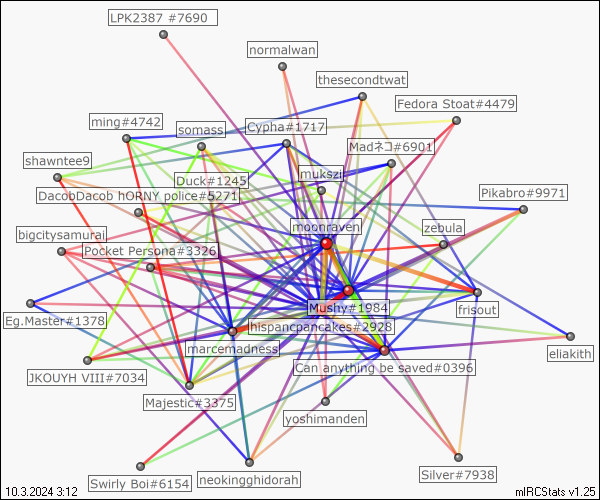 LPK2387 #7690
normalwan
thesecondtwat
Fedora Stoat#4479
ming#4742
somass
Cypha#1717
Madネコ#6901
shawntee9
mukszi
Duck#1245
DacobDacob hORNY police#5271
Pikabro#9971
moonraven
zebula
bigcitysamurai
Pocket Persona#3326
Mushy#1984
frisout
Eg.Master#1378
hispancpancakes#2928
marcemadness
eliakith
Can anything be saved#0396
JKOUYH VIII#7034
Majestic#3375
yoshimanden
Silver#7938
Swirly Boi#6154
neokingghidorah
10.3.2024 3:12
mIRCStats v1.25